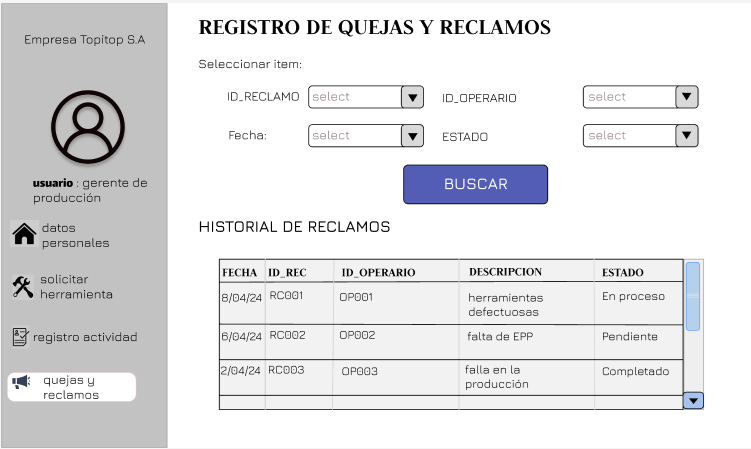 Empresa Topitop S.A
usuario : gerente de
producción
datos
personales
solicitar
herramienta
registro actividad
quejas y
reclamos
REGISTRO DE QUEJAS Y RECLAMOS
Seleccionar ítem:
ID_RECLAMO select ID_OPERARIO select
Fecha: select ESTADO select
BUSCAR
HISTORIAL DE RECLAMOS
FECHA ID_REC ID_OPERARIO DESCRIPCION ESTADO
8/04/24 RC001 OP001 herramientas En proceso
defectuosas
6/04/24 RC002 OP002 falta de EPP Pendiente
2/04/24 RC003 OP003 falla en la Completado
producción